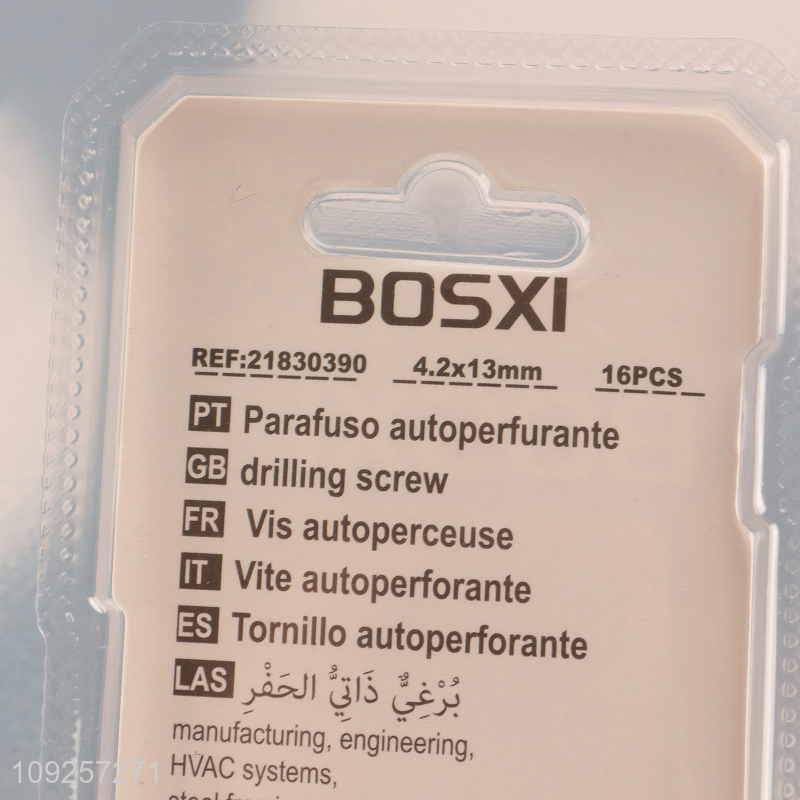 BOSXI
REF:21830390 4.2x13mm 16PCS
PT Parafuso autoperfurante
GB drilling screw
FR Vis autoperceuse
IT Vite autoperforante
ES Tornillo autoperforante
LAS بُرْغِيٌّ ذَاتِيُّ الحَفْرِ
manufacturing, engineering,
HVAC systems,
109257271